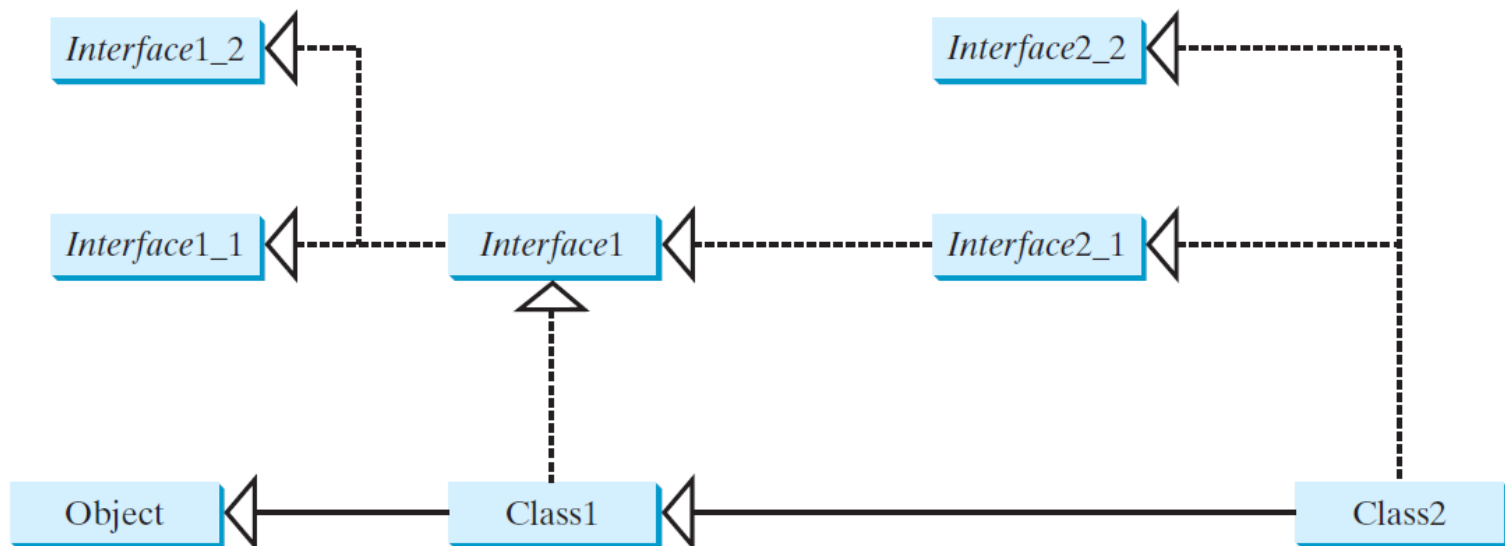 Interface1_2
Interface2_2
Interface1_1
Interface1
Interface2_1
Object
Class1
Class2